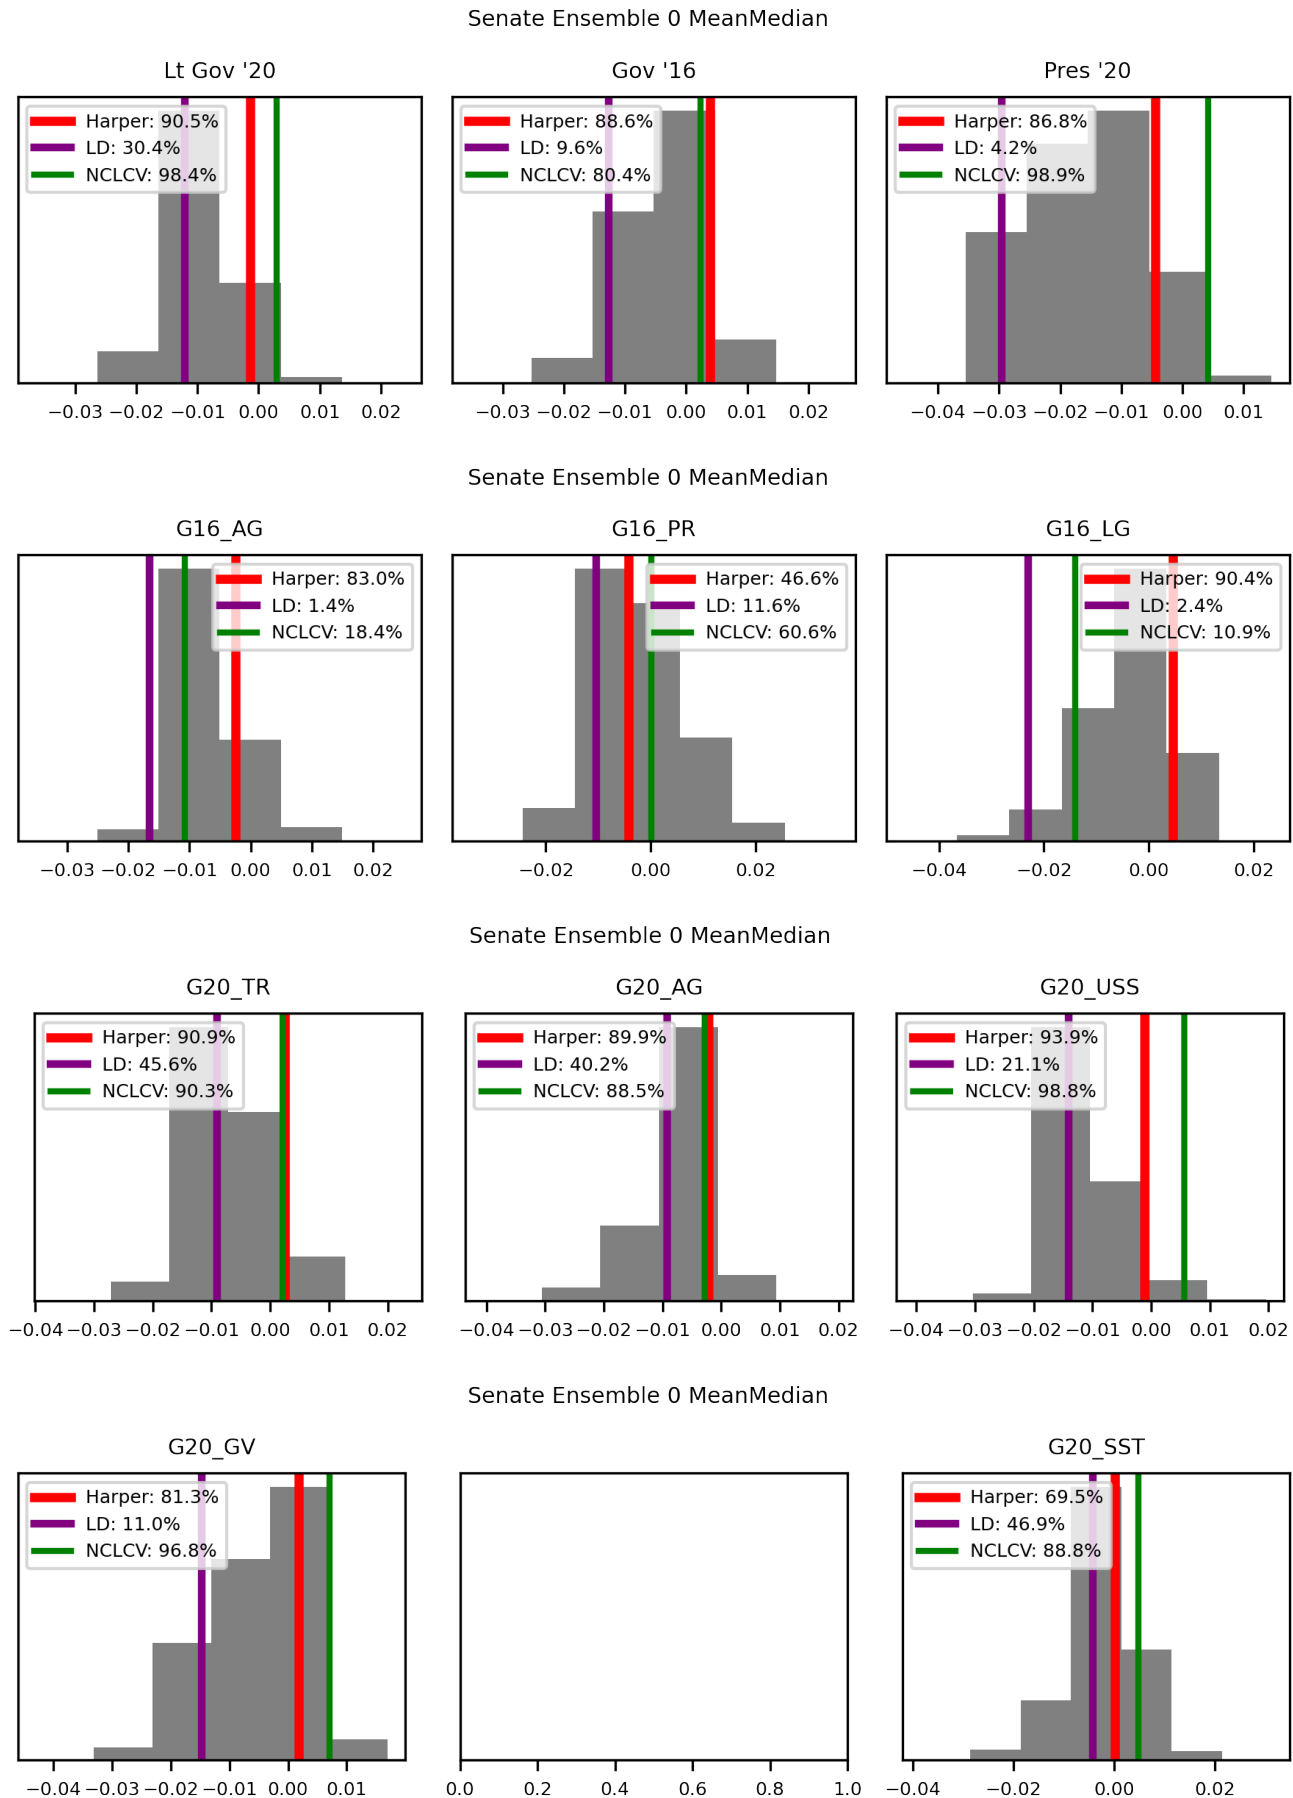 Senate Ensemble 0 MeanMedian
Lt Gov '20
Gov '16
Pres '20
Harper: 90.5%
LD: 30.4%
NCLCV: 98.4%
Harper: 88.6%
LD: 9.6%
NCLCV: 80.4%
Harper: 86.8%
LD: 4.2%
NCLCV: 98.9%
−0.03 −0.02 −0.01 0.00 0.01 0.02
−0.03 −0.02 −0.01 0.00 0.01 0.02
−0.04 −0.03 −0.02 −0.01 0.00 0.01
Senate Ensemble 0 MeanMedian
G16_AG
G16_PR
G16_LG
Harper: 83.0%
LD: 1.4%
NCLCV: 18.4%
Harper: 46.6%
LD: 11.6%
NCLCV: 60.6%
Harper: 90.4%
LD: 2.4%
NCLCV: 10.9%
−0.03 −0.02 −0.01 0.00 0.01 0.02
−0.02 0.00 0.02
−0.04 −0.02 0.00 0.02
Senate Ensemble 0 MeanMedian
G20_TR
G20_AG
G20_USS
Harper: 90.9%
LD: 45.6%
NCLCV: 90.3%
Harper: 89.9%
LD: 40.2%
NCLCV: 88.5%
Harper: 93.9%
LD: 21.1%
NCLCV: 98.8%
−0.04 −0.03 −0.02 −0.01 0.00 0.01 0.02
−0.04 −0.03 −0.02 −0.01 0.00 0.01 0.02
−0.04 −0.03 −0.02 −0.01 0.00 0.01 0.02
Senate Ensemble 0 MeanMedian
G20_GV
G20_SST
Harper: 81.3%
LD: 11.0%
NCLCV: 96.8%
Harper: 69.5%
LD: 46.9%
NCLCV: 88.8%
−0.04 −0.03 −0.02 −0.01 0.00 0.01
0.0 0.2 0.4 0.6 0.8 1.0
−0.04 −0.02 0.00 0.02